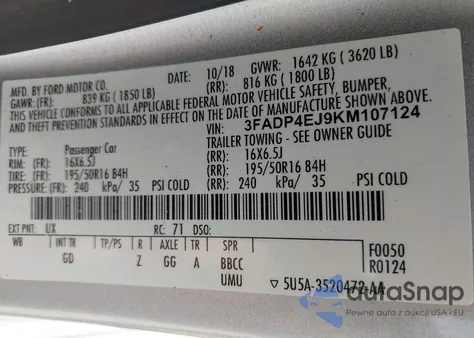 MFD. BY FORD MOTOR CO.
DATE: 10/18 GVWR: 1642 KG ( 3620 LB)
GAWR: (FR): 839 KG ( 1850 LB) (RR): 816 KG ( 1800 LB)
THIS VEHICLE CONFORMS TO ALL APPLICABLE FEDERAL MOTOR VEHICLE SAFETY, BUMPER,
AND THEFT PREVENTION STANDARDS IN EFFECT ON THE DATE OF MANUFACTURE SHOWN ABOVE.
VIN: 3FADP4EJ9KM107124
TYPE: Passenger Car TRAILER TOWING - SEE OWNER GUIDE
RIM: (FR) 16X6.5J (RR): 16X6.5J
TIRE: (FR): 195/50R16 84H (RR): 195/50R16 84H
PRESSURE: (FR): 240 kPa/ 35 PSI COLD (RR): 240 kPa/ 35 PSI COLD
EXT PNT: UX RC: 71 DSO:
WB INT TR TP/PS R AXLE TR SPR
GD Z GG A BBCC
F0050
R0124
UMU ▽ 5U5A-3520472-AA
autoSnap
Database of auctions in USA i EU